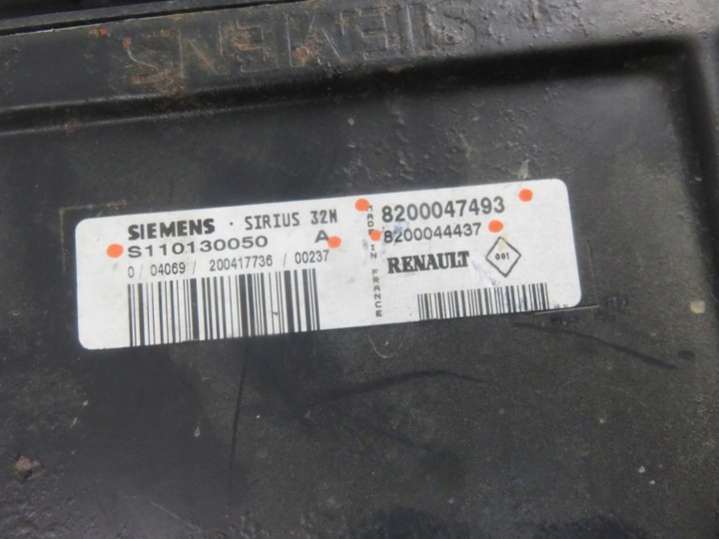 SIEMENS
SIEMENS · SIRIUS 32N
S110130050 A
0 / 04069 / 200417736 / 00237
MADE IN FRANCE
8200047493
8200044437
RENAULT
001